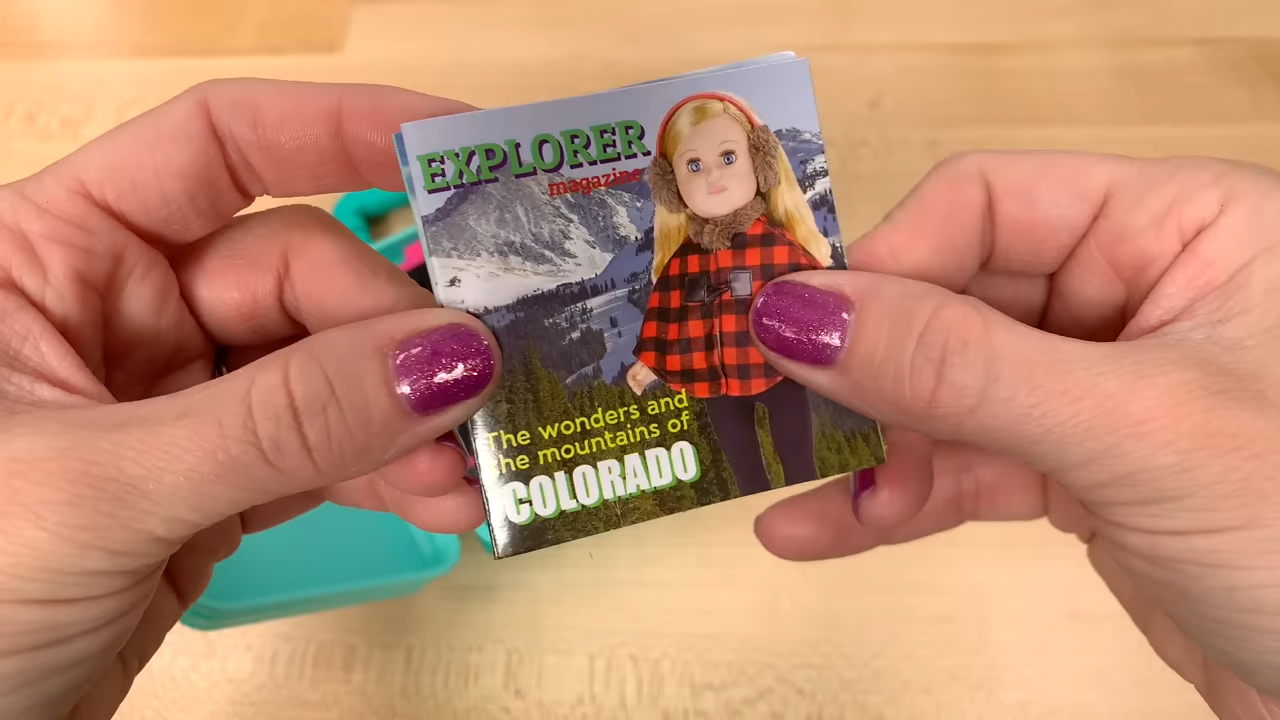 EXPLORER
magazine
The wonders and
the mountains of
COLORADO